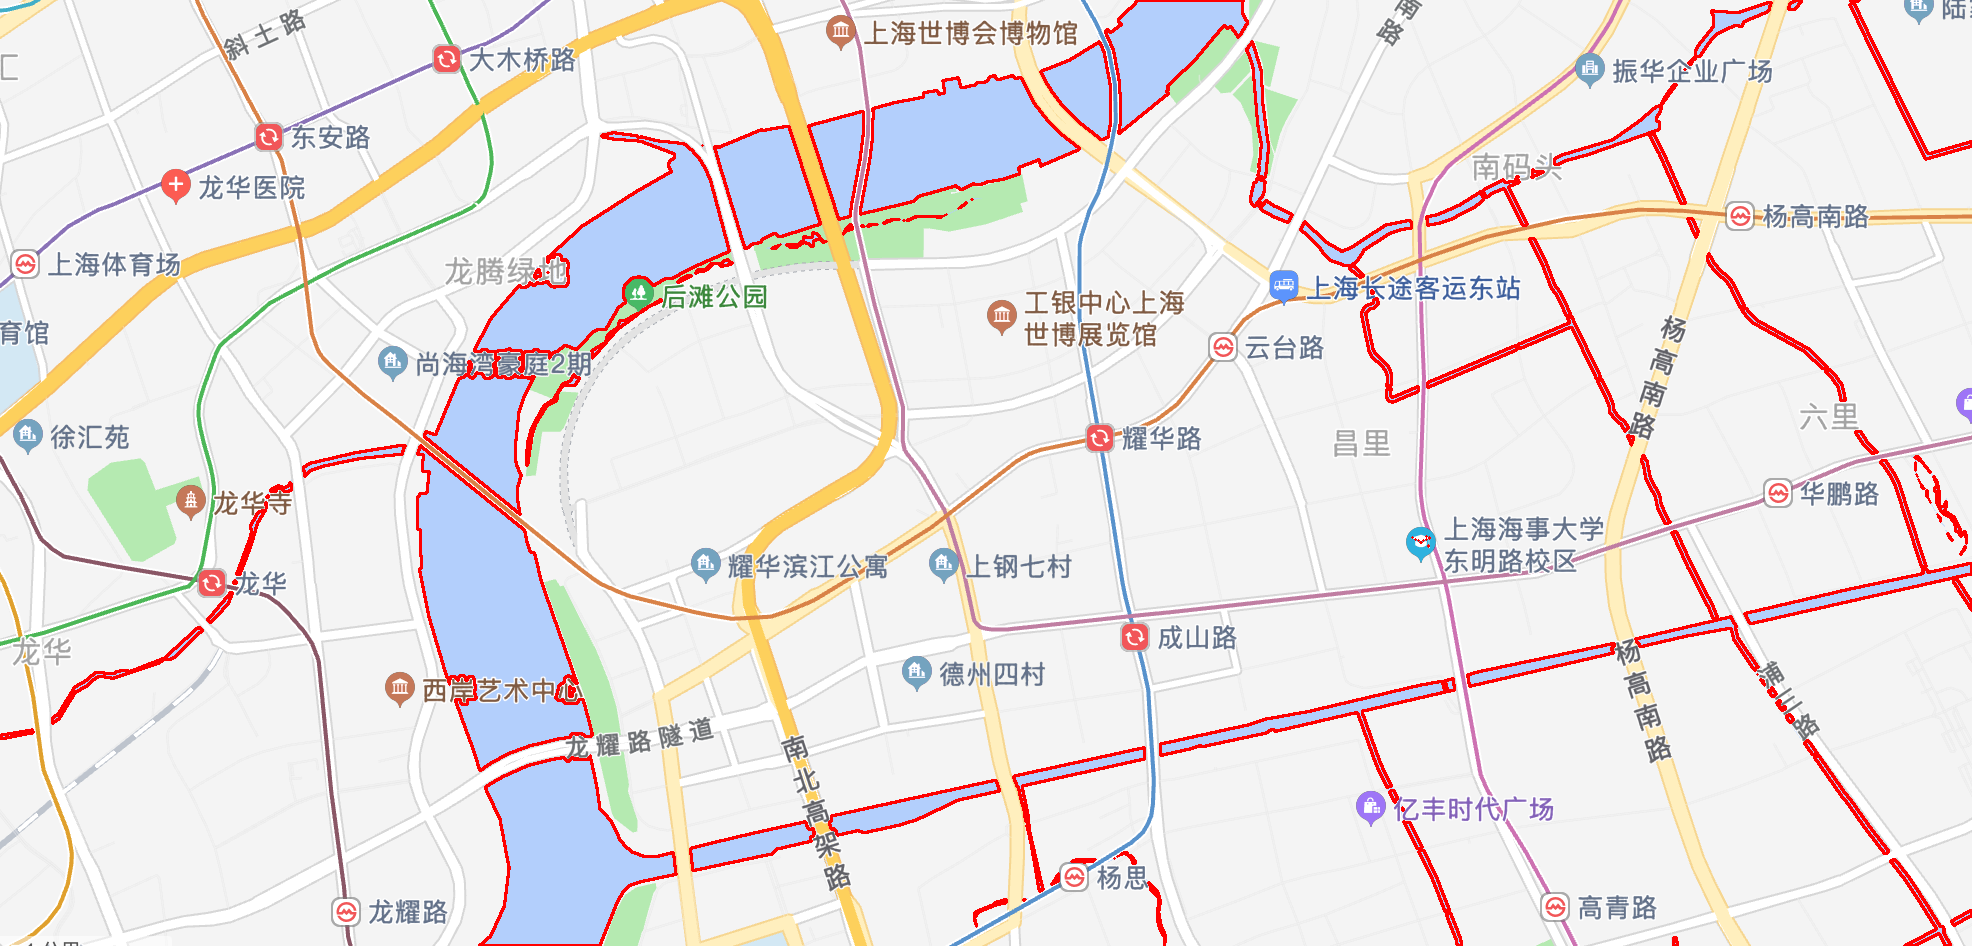 斜土路
大木桥路
上海世博会博物馆
南路
振华企业广场
汇
东安路
龙华医院
南码头
杨高南路
上海体育场
龙腾绿地
后滩公园
上海长途客运东站
工银中心上海
世博展览馆
云台路
育馆
尚海湾豪庭2期
杨高南路
六里
徐汇苑
耀华路
昌里
龙华寺
华鹏路
上海海事大学
东明路校区
耀华滨江公寓
上钢七村
龙华
龙华
成山路
德州四村
西岸艺术中心
杨高南路
浦三路
龙耀路隧道
南北高架路
亿丰时代广场
杨思
龙耀路
高青路